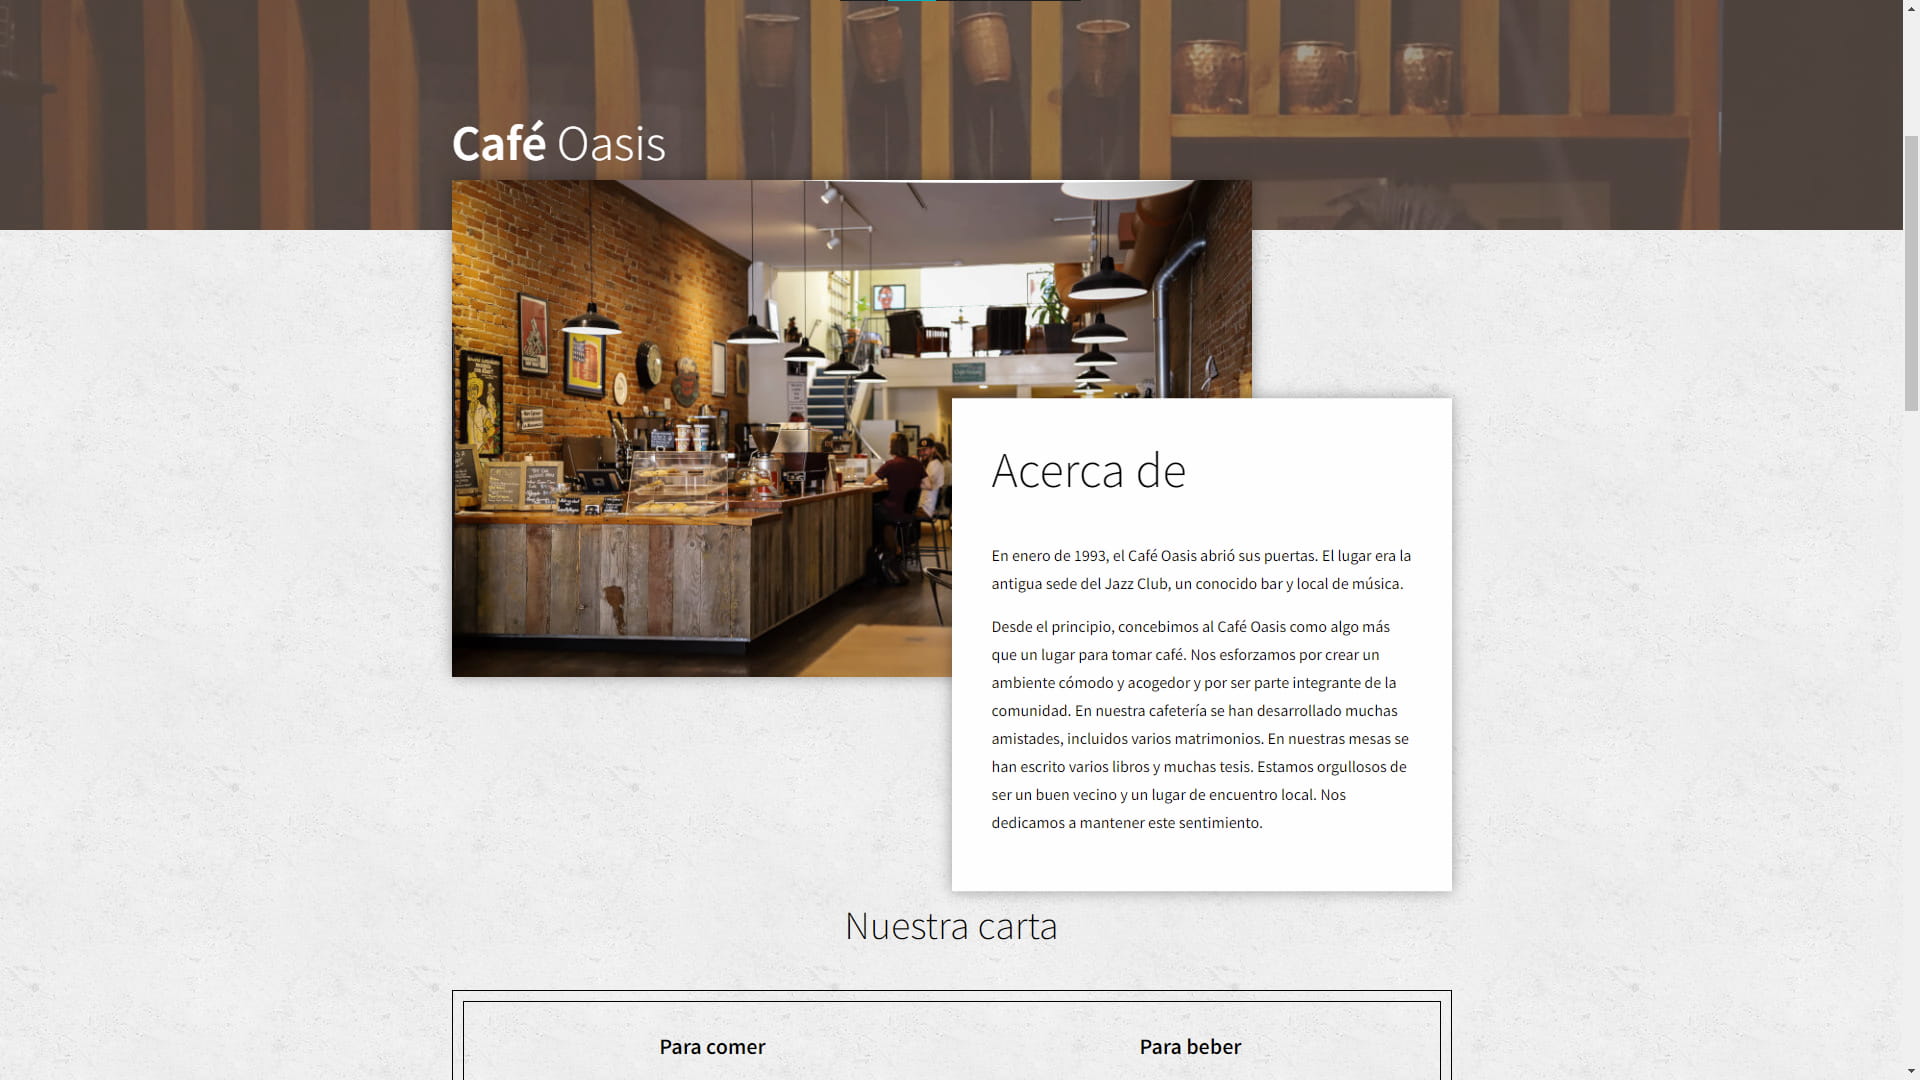 Café Oasis
Acerca de
En enero de 1993, el Café Oasis abrió sus puertas. El lugar era la
antigua sede del Jazz Club, un conocido bar y local de música.
Desde el principio, concebimos al Café Oasis como algo más
que un lugar para tomar café. Nos esforzamos por crear un
ambiente cómodo y acogedor y por ser parte integrante de la
comunidad. En nuestra cafetería se han desarrollado muchas
amistades, incluidos varios matrimonios. En nuestras mesas se
han escrito varios libros y muchas tesis. Estamos orgullosos de
ser un buen vecino y un lugar de encuentro local. Nos
dedicamos a mantener este sentimiento.
Nuestra carta
Para comer
Para beber